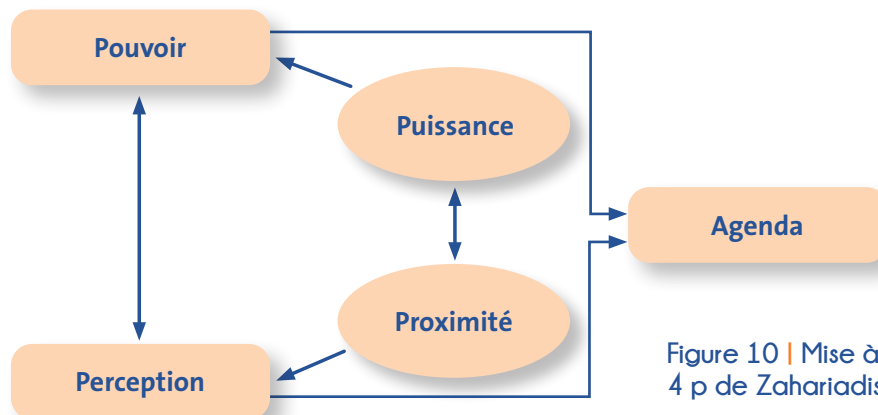 Pouvoir
Puissance
Agenda
Proximité
Perception
Figure 10 | Mise à
4 p de Zahariadis